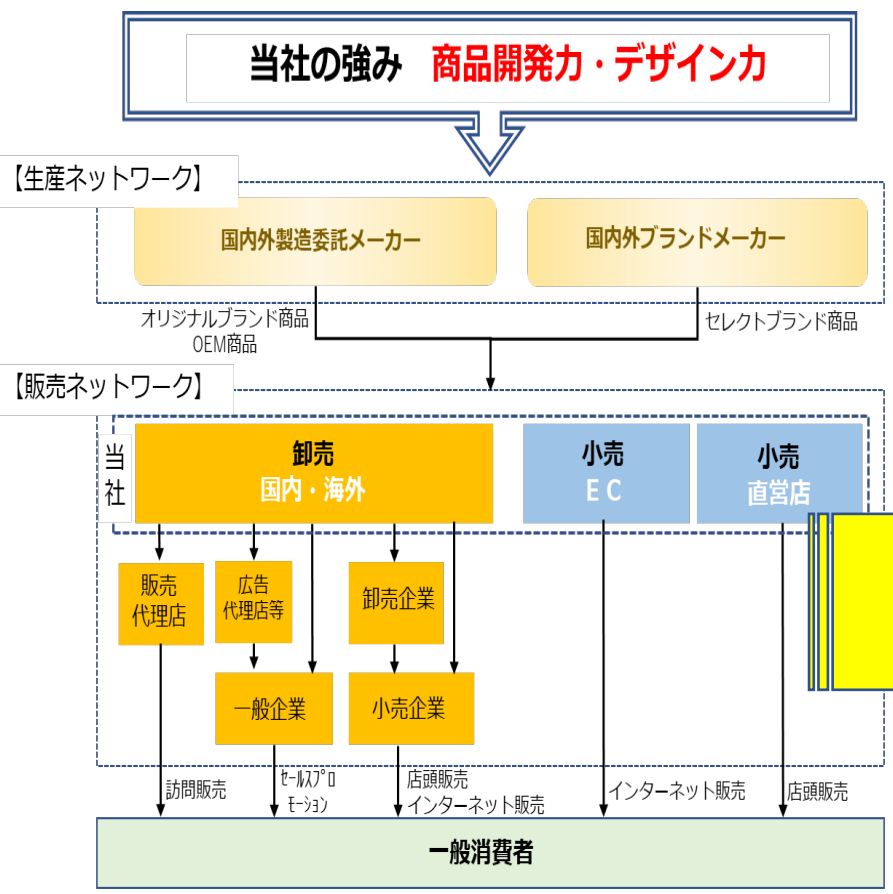 当社の強み 商品開発力・デザイン力
【生産ネットワーク】
国内外製造委託メーカー
国内外ブランドメーカー
オリジナルブランド商品
OEM商品
セレクトブランド商品
【販売ネットワーク】
当
社
卸売
国内・海外
小売
ＥＣ
小売
直営店
販売
代理店
広告
代理店等
卸売企業
一般企業
小売企業
訪問販売
ｾｰﾙｽﾌﾟﾛ
ﾓｰｼｮﾝ
店頭販売
インターネット販売
インターネット販売
店頭販売
一般消費者